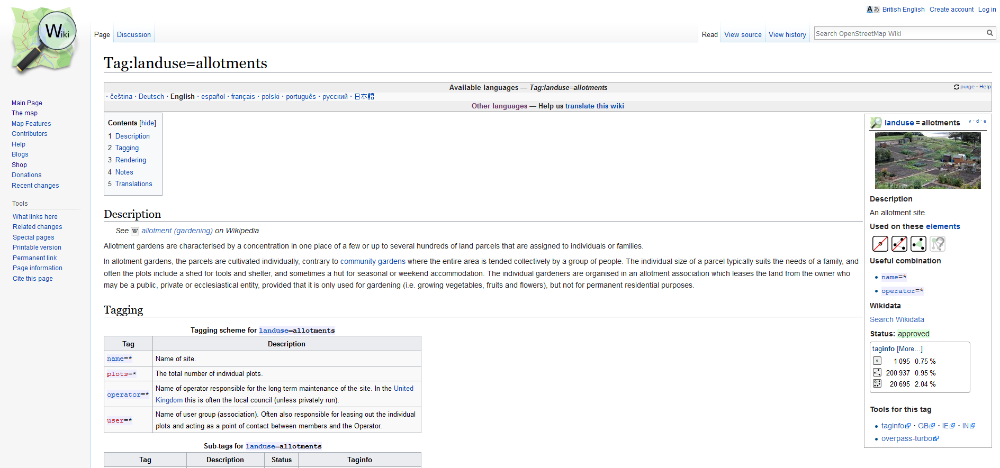 Wiki
British English Create account Log in
Page Discussion Read View source View history Search OpenStreetMap Wiki
Tag:landuse=allotments
Available languages — Tag:landuse=allotments purge · Help
· čeština · Deutsch · English · español · français · polski · português · русский · 日本語
Other languages — Help us translate this wiki
Main Page
The map
Map Features
Contributors
Help
Blogs
Shop
Donations
Recent changes
Tools
What links here
Related changes
Special pages
Printable version
Permanent link
Page information
Cite this page
Contents [hide]
1 Description
2 Tagging
3 Rendering
4 Notes
5 Translations
Description
See W allotment (gardening) on Wikipedia
Allotment gardens are characterised by a concentration in one place of a few or up to several hundreds of land parcels that are assigned to individuals or families.
In allotment gardens, the parcels are cultivated individually, contrary to community gardens where the entire area is tended collectively by a group of people. The individual size of a parcel typically suits the needs of a family, and
often the plots include a shed for tools and shelter, and sometimes a hut for seasonal or weekend accommodation. The individual gardeners are organised in an allotment association which leases the land from the owner who
may be a public, private or ecclesiastical entity, provided that it is only used for gardening (i.e. growing vegetables, fruits and flowers), but not for permanent residential purposes.
Tagging
Tagging scheme for landuse=allotments
Tag Description
name=* Name of site.
plots=* The total number of individual plots.
operator=* Name of operator responsible for the long term maintenance of the site. In the United
Kingdom this is often the local council (unless privately run).
user=* Name of user group (association). Often also responsible for leasing out the individual
plots and acting as a point of contact between members and the Operator.
Sub-tags for landuse=allotments
Tag Description Status Taginfo
landuse = allotments v · d · e
Description
An allotment site.
Used on these elements
Useful combination
• name=*
• operator=*
Wikidata
Search Wikidata
Status: approved
taginfo [More...]
1 095 0.75 %
200 937 0.95 %
20 695 2.04 %
Tools for this tag
• taginfo · GB · IE · IN
• overpass-turbo